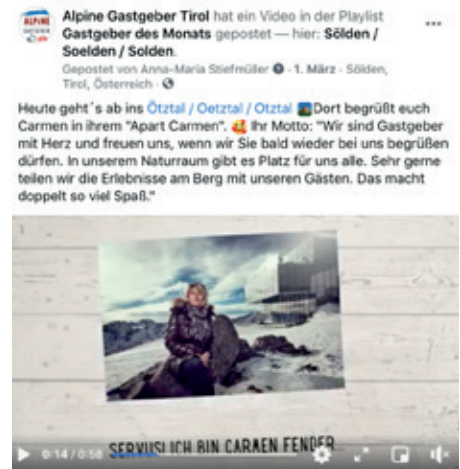 Alpine Gastgeber Tirol hat ein Video in der Playlist
Gastgeber des Monats gepostet — hier: Sölden /
Soelden / Solden.
Gepostet von Anna-Maria Stiefmüller · 1. März · Sölden,
Tirol, Österreich ·
Heute geht´s ab ins Ötztal / Oetztal / Otztal 🌄Dort begrüßt euch
Carmen in ihrem "Apart Carmen". 🥰 Ihr Motto: "Wir sind Gastgeber
mit Herz und freuen uns, wenn wir Sie bald wieder bei uns begrüßen
dürfen. In unserem Naturraum gibt es Platz für uns alle. Sehr gerne
teilen wir die Erlebnisse am Berg mit unseren Gästen. Das macht
doppelt so viel Spaß."
SERVUS! ICH BIN CARMEN FENDER
0:14 / 0:58